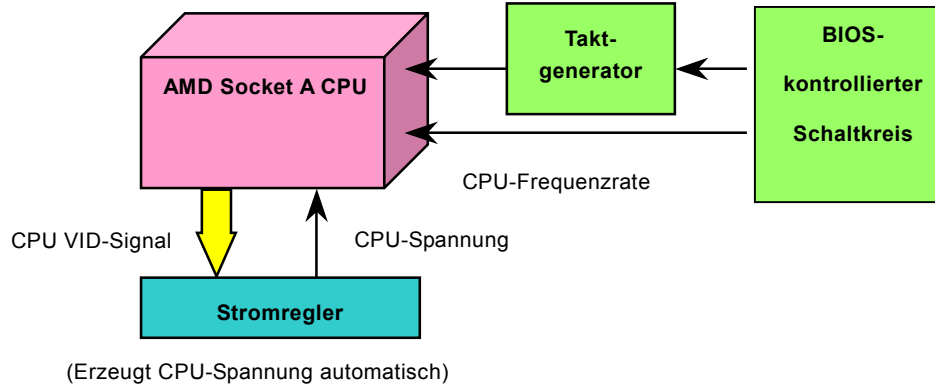 AMD Socket A CPU
Takt-
generator
BIOS-
kontrollierter
Schaltkreis
CPU-Frequenzrate
CPU VID-Signal
CPU-Spannung
Stromregler
(Erzeugt CPU-Spannung automatisch)